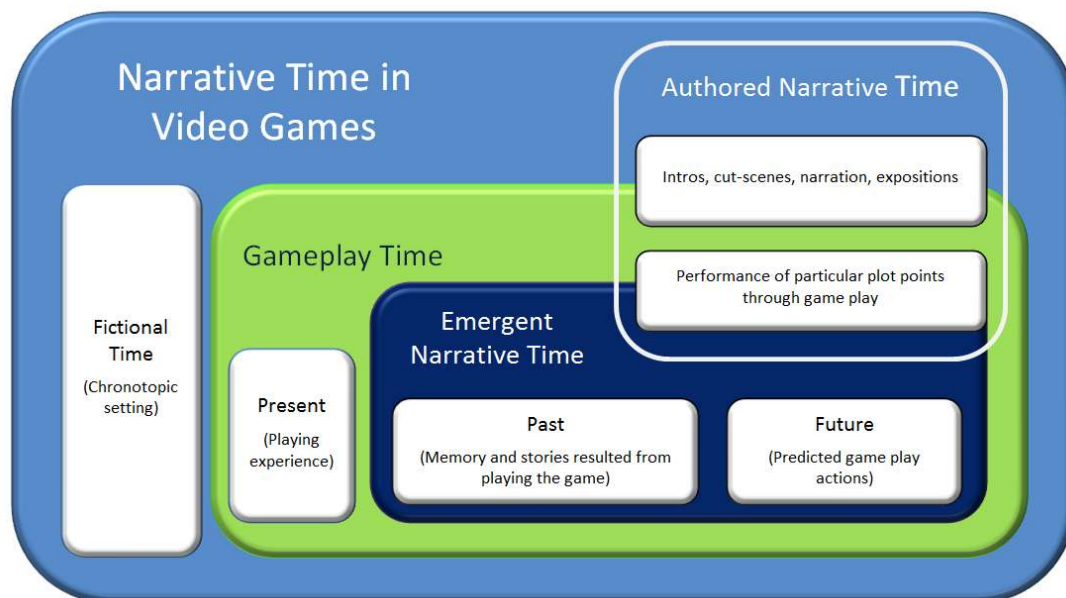 Narrative Time in
Video Games
Authored Narrative Time
Intros, cut-scenes, narration, expositions
Gameplay Time
Performance of particular plot points
through game play
Emergent
Narrative Time
Fictional
Time
(Chronotopic
setting)
Present
(Playing
experience)
Past
(Memory and stories resulted from
playing the game)
Future
(Predicted game play
actions)